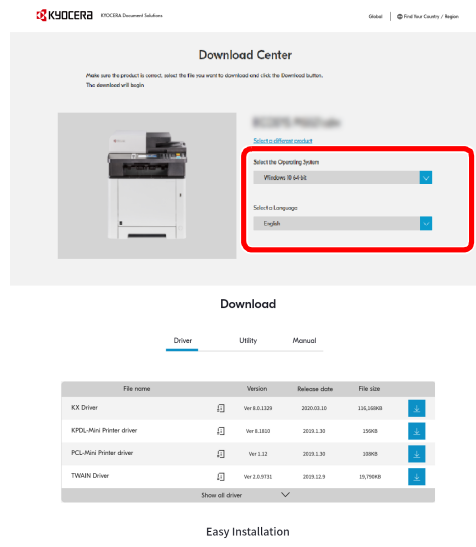 KYOCERA KYOCERA Document Solutions
Global Find Your Country / Region
Download Center
Make sure the product is correct, select the file you want to download and click the Download button.
The download will begin
Select a different product
Select the Operating System
Windows 10 64 bit
Select a Language
English
Download
Driver Utility Manual
File name Version Release date File size
KX Driver Ver 8.0.1329 2020.03.10 116,168KB
KPDL-Mini Printer driver Ver 8.1810 2019.1.30 156KB
PCL-Mini Printer driver Ver 1.12 2019.1.30 108KB
TWAIN Driver Ver 2.0.9731 2019.12.9 19,790KB
Show all driver
Easy Installation